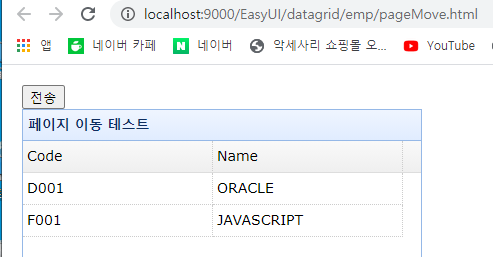 localhost:9000/EasyUI/datagrid/emp/pageMove.html
앱 네이버 카페 네이버 악세사리 쇼핑몰 오... YouTube
전송
페이지 이동 테스트
Code Name
D001 ORACLE
F001 JAVASCRIPT